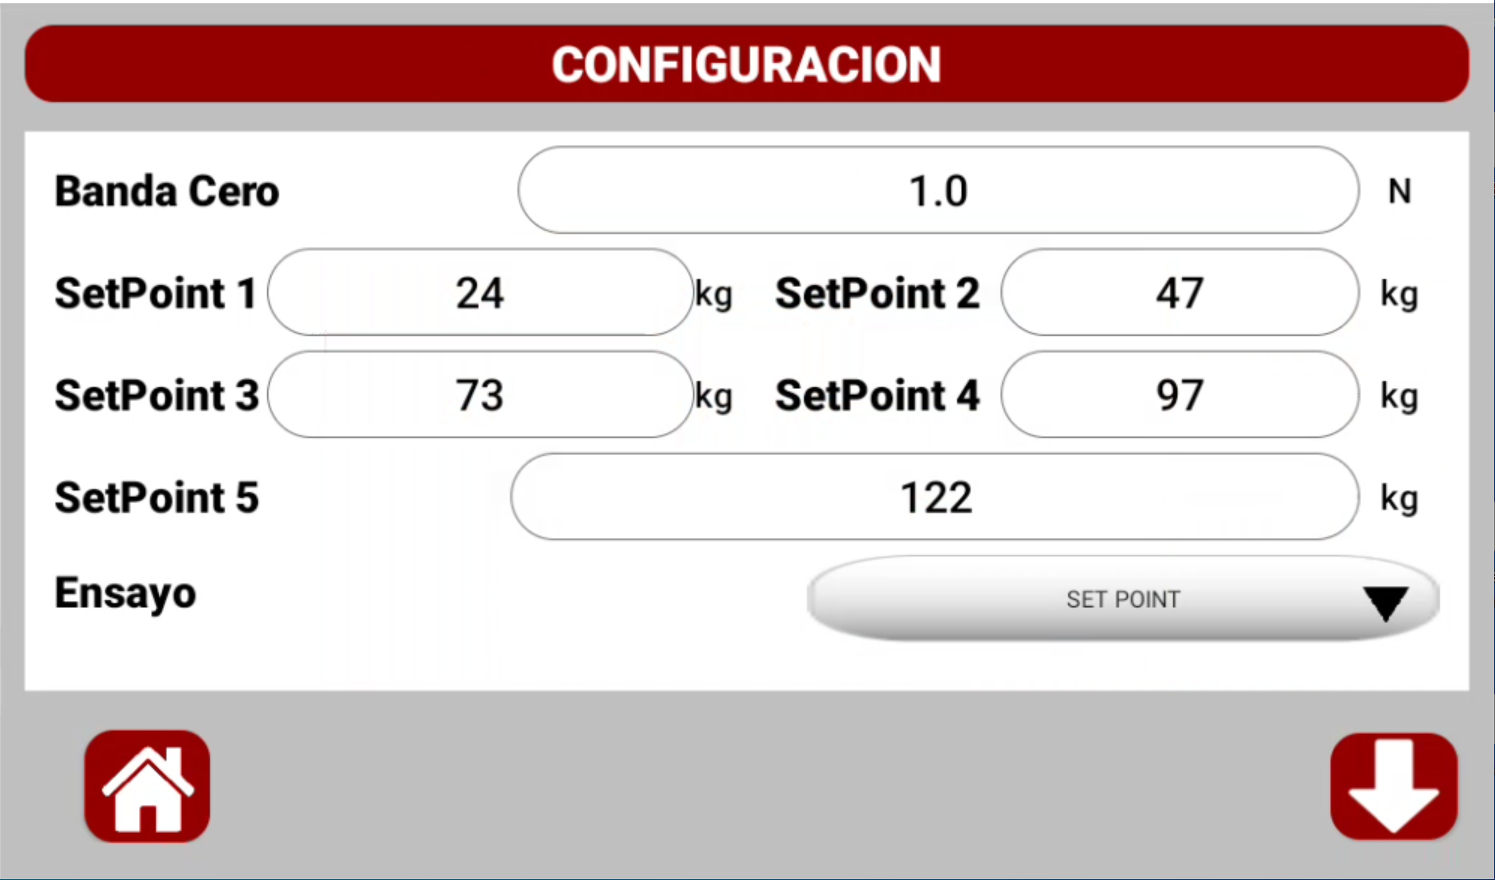 CONFIGURACION
Banda Cero 1.0 N
SetPoint 1 24 kg SetPoint 2 47 kg
SetPoint 3 73 kg SetPoint 4 97 kg
SetPoint 5 122 kg
Ensayo SET POINT